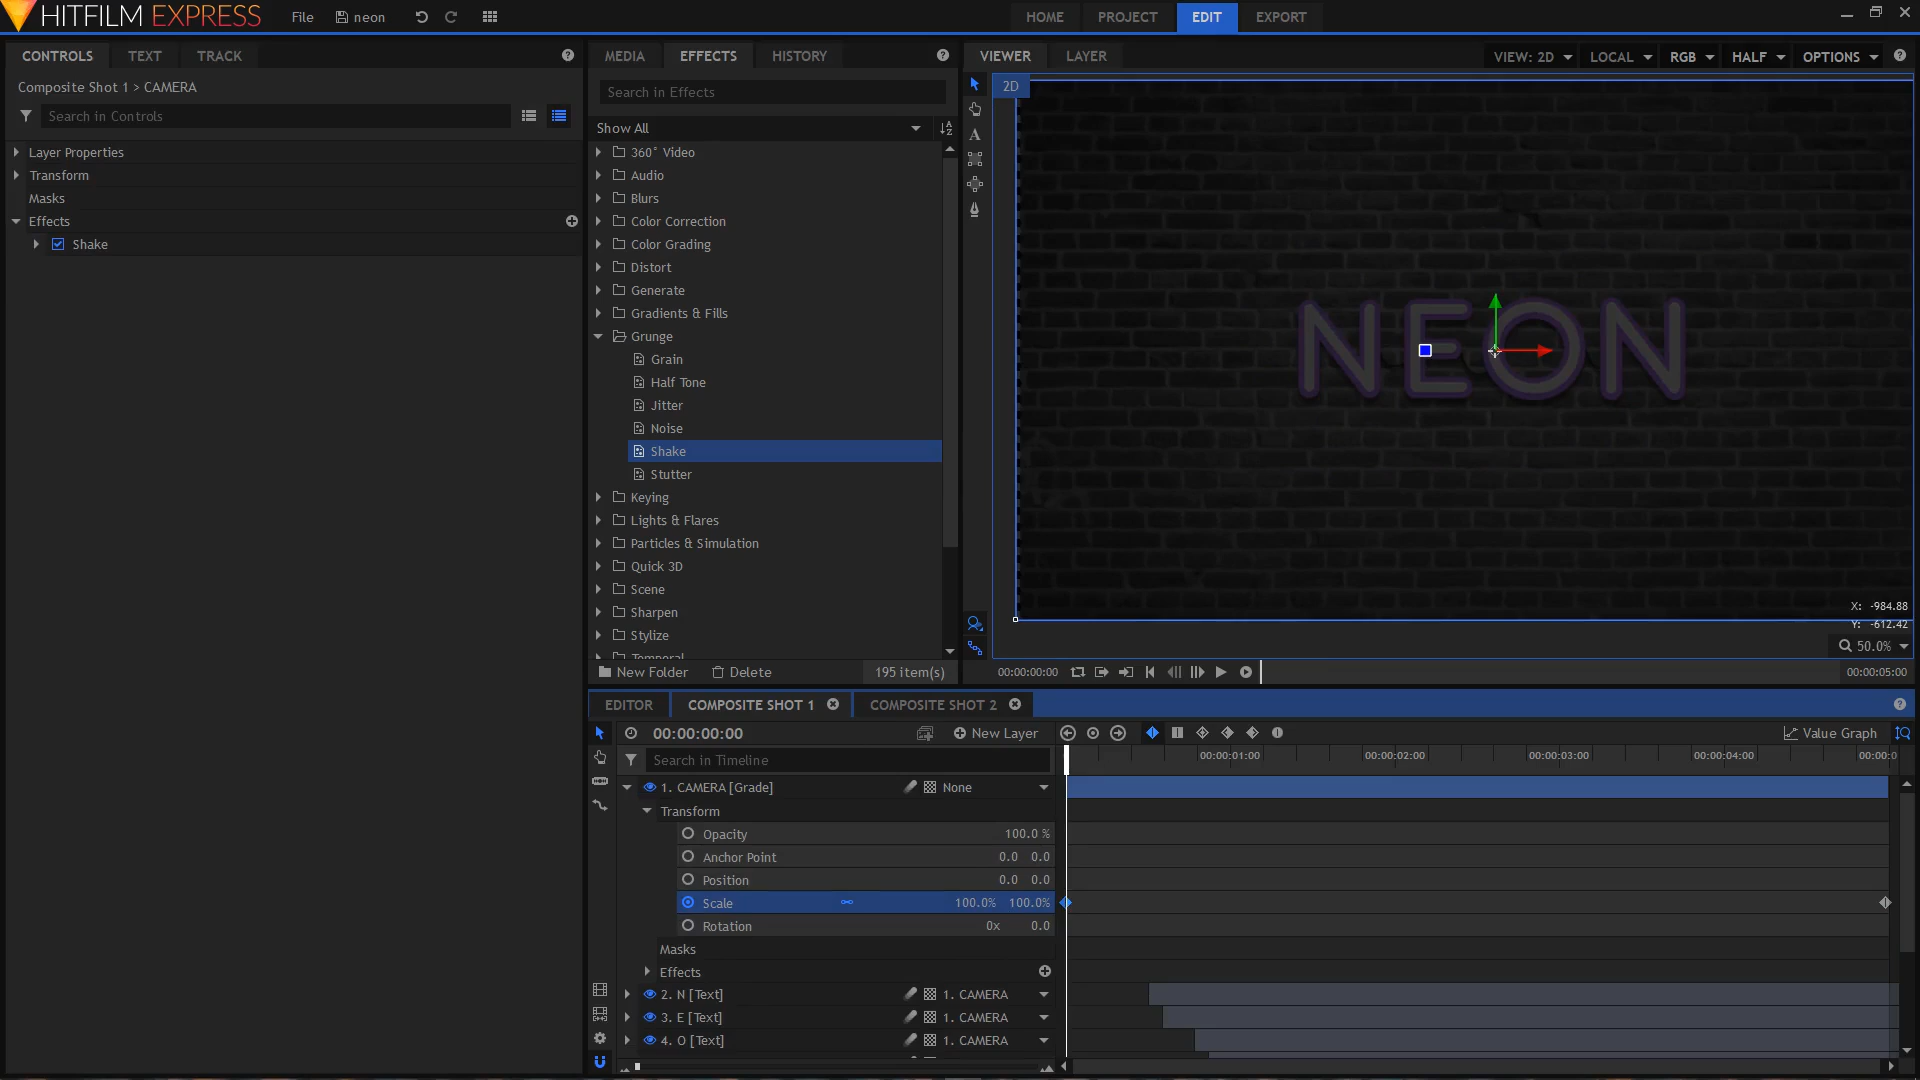 HITFILM EXPRESS
File
neon
HOME
PROJECT
EDIT
EXPORT
CONTROLS
TEXT
TRACK
Composite Shot 1 > CAMERA
Search in Controls
Layer Properties
Transform
Masks
Effects
Shake
MEDIA
EFFECTS
HISTORY
Search in Effects
Show All
360° Video
Audio
Blurs
Color Correction
Color Grading
Distort
Generate
Gradients & Fills
Grunge
Grain
Half Tone
Jitter
Noise
Shake
Stutter
Keying
Lights & Flares
Particles & Simulation
Quick 3D
Scene
Sharpen
Stylize
Temporal
New Folder
Delete
195 item(s)
VIEWER
LAYER
VIEW: 2D
LOCAL
RGB
HALF
OPTIONS
2D
NEON
X: -984.88
Y: -612.42
50.0%
00:00:00:00
00:00:05:00
EDITOR
COMPOSITE SHOT 1
COMPOSITE SHOT 2
00:00:00:00
New Layer
Value Graph
Search in Timeline
00:00:01:00
00:00:02:00
00:00:03:00
00:00:04:00
00:00:0
1. CAMERA [Grade]
None
Transform
Opacity
100.0 %
Anchor Point
0.0 0.0
Position
0.0 0.0
Scale
100.0% 100.0%
Rotation
0x 0.0
Masks
Effects
2. N [Text]
1. CAMERA
3. E [Text]
1. CAMERA
4. O [Text]
1. CAMERA